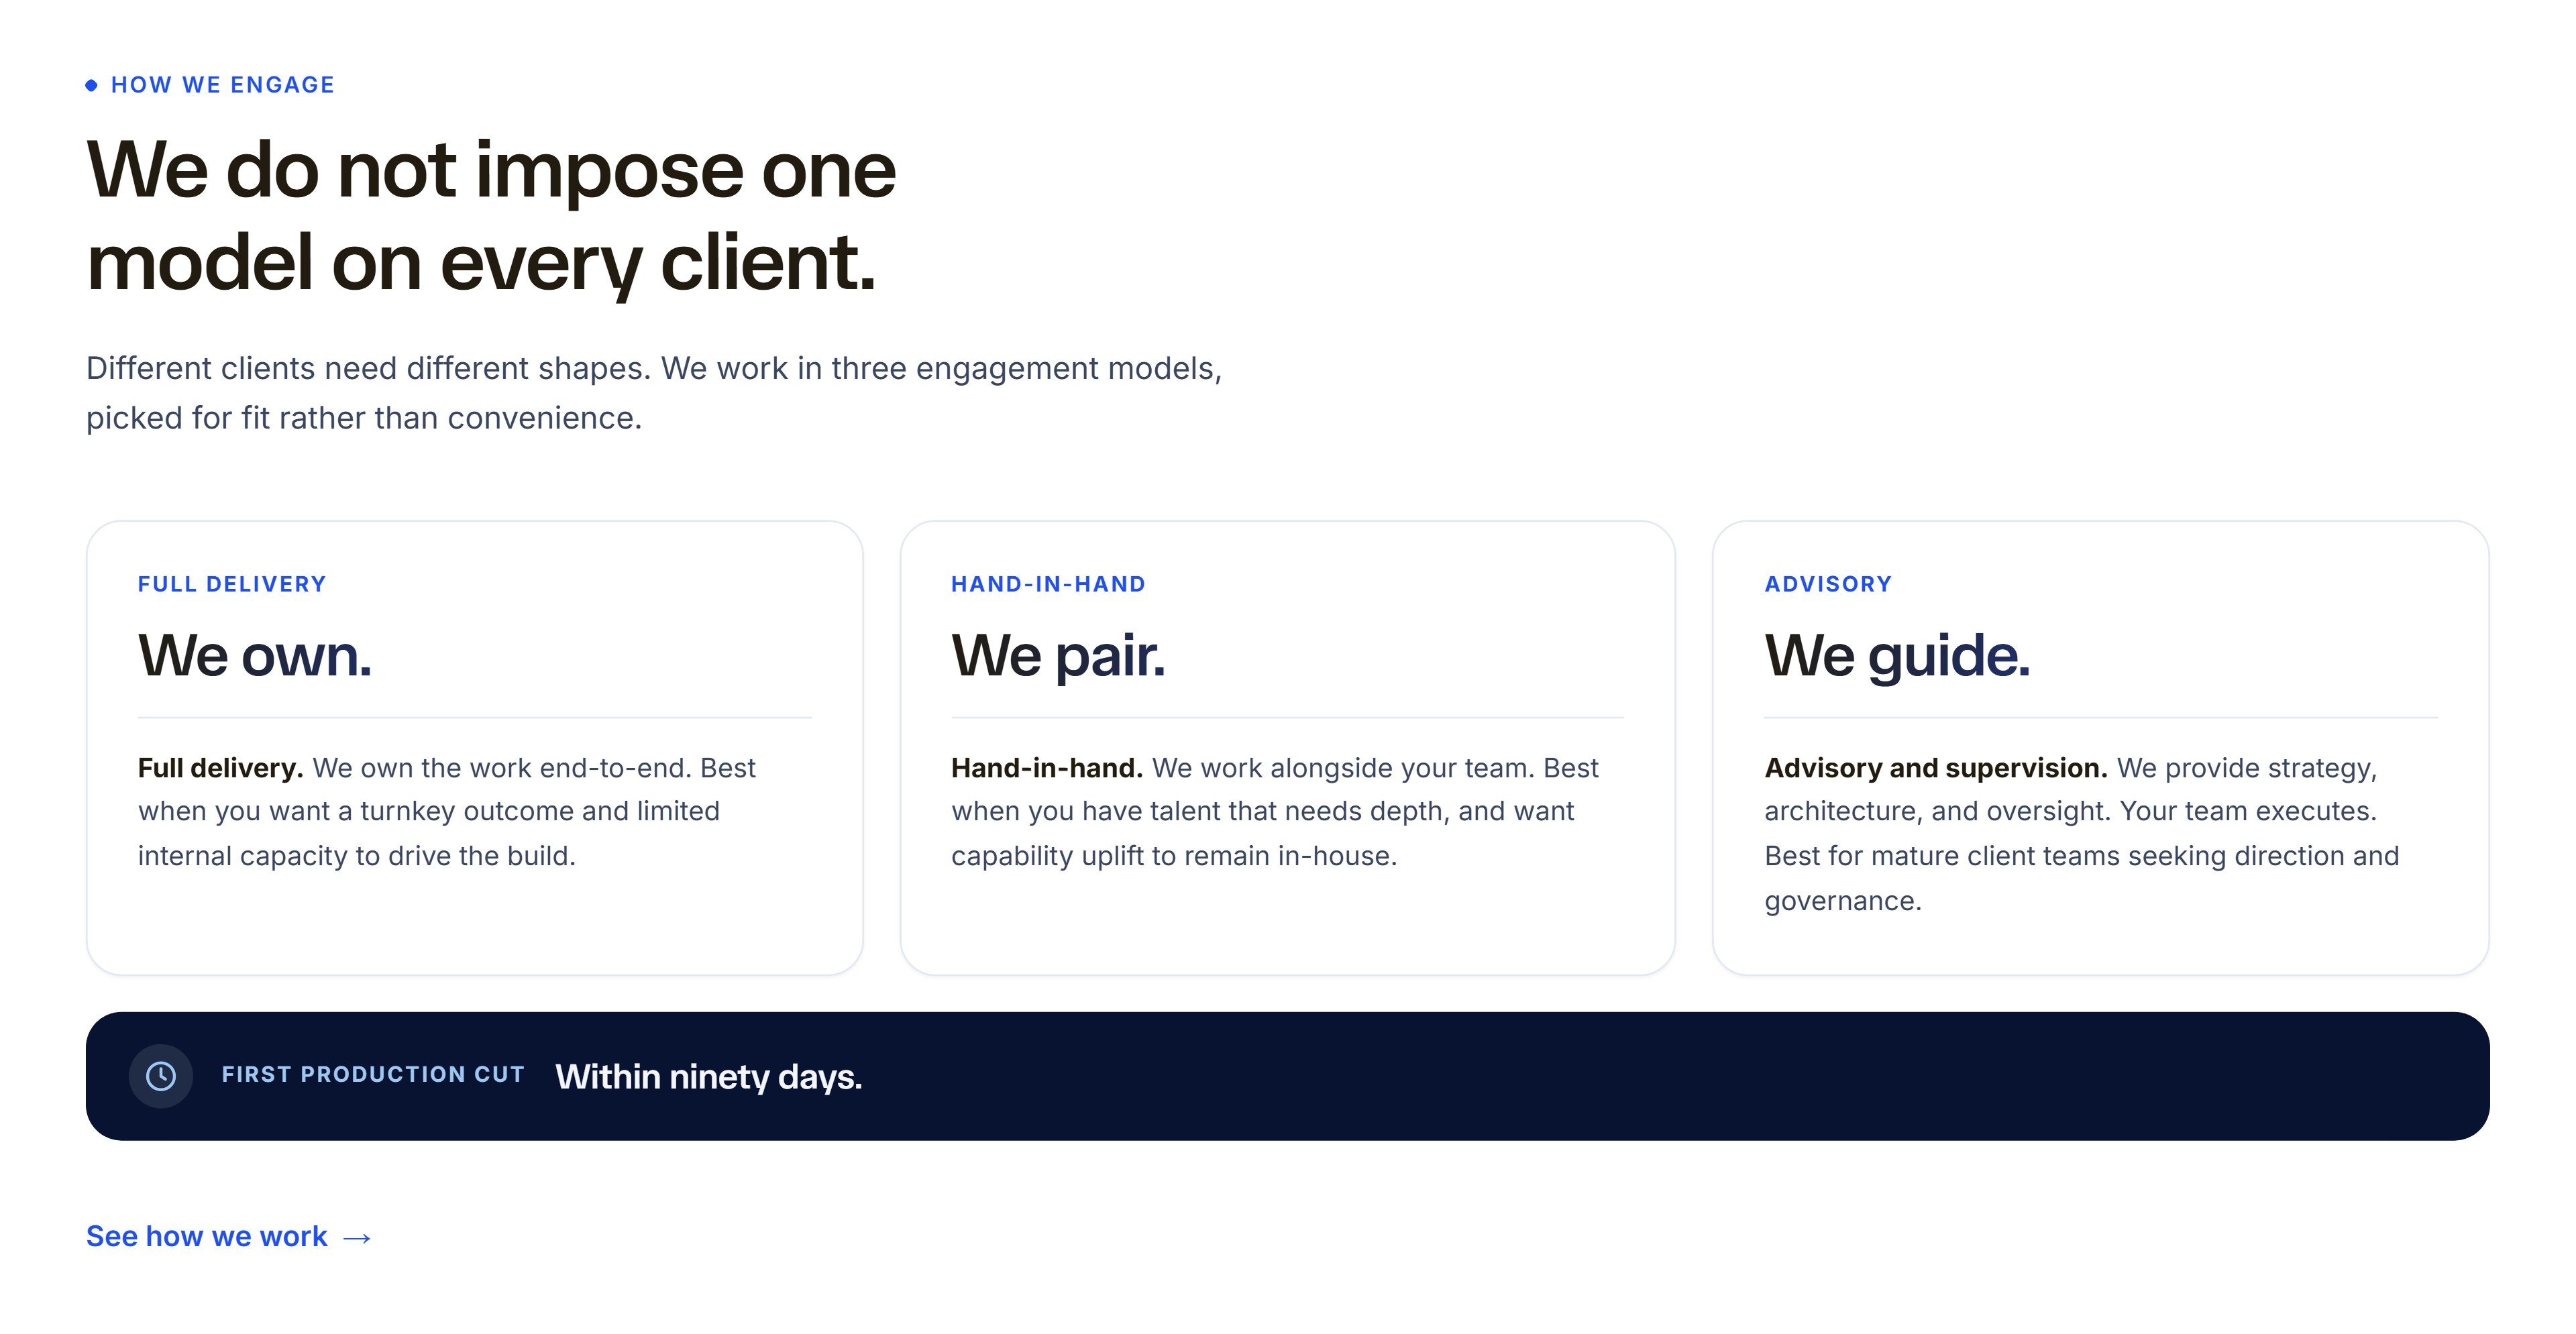 HOW WE ENGAGE
We do not impose one
model on every client.
Different clients need different shapes. We work in three engagement models,
picked for fit rather than convenience.
FULL DELIVERY
We own.
Full delivery. We own the work end-to-end. Best
when you want a turnkey outcome and limited
internal capacity to drive the build.
HAND-IN-HAND
We pair.
Hand-in-hand. We work alongside your team. Best
when you have talent that needs depth, and want
capability uplift to remain in-house.
ADVISORY
We guide.
Advisory and supervision. We provide strategy,
architecture, and oversight. Your team executes.
Best for mature client teams seeking direction and
governance.
FIRST PRODUCTION CUT Within ninety days.
See how we work →